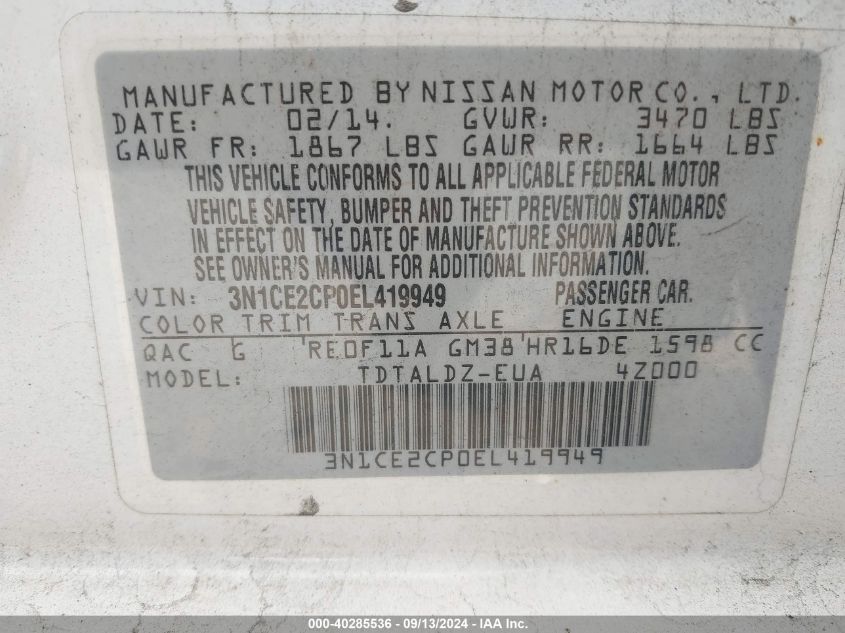 MANUFACTURED BY NISSAN MOTOR CO., LTD.
DATE: 02/14. GVWR: 3470 LBS
GAWR FR: 1867 LBS GAWR RR: 1664 LBS
THIS VEHICLE CONFORMS TO ALL APPLICABLE FEDERAL MOTOR
VEHICLE SAFETY, BUMPER AND THEFT PREVENTION STANDARDS
IN EFFECT ON THE DATE OF MANUFACTURE SHOWN ABOVE.
SEE OWNER'S MANUAL FOR ADDITIONAL INFORMATION.
VIN: 3N1CE2CP0EL419949 PASSENGER CAR.
COLOR TRIM TRANS AXLE ENGINE
QAC G RE0F11A GM38 HR16DE 1598 CC
MODEL: TDTALDZ-EUA 4Z000
3N1CE2CP0EL419949
000-40285536 - 09/13/2024 - IAA Inc.